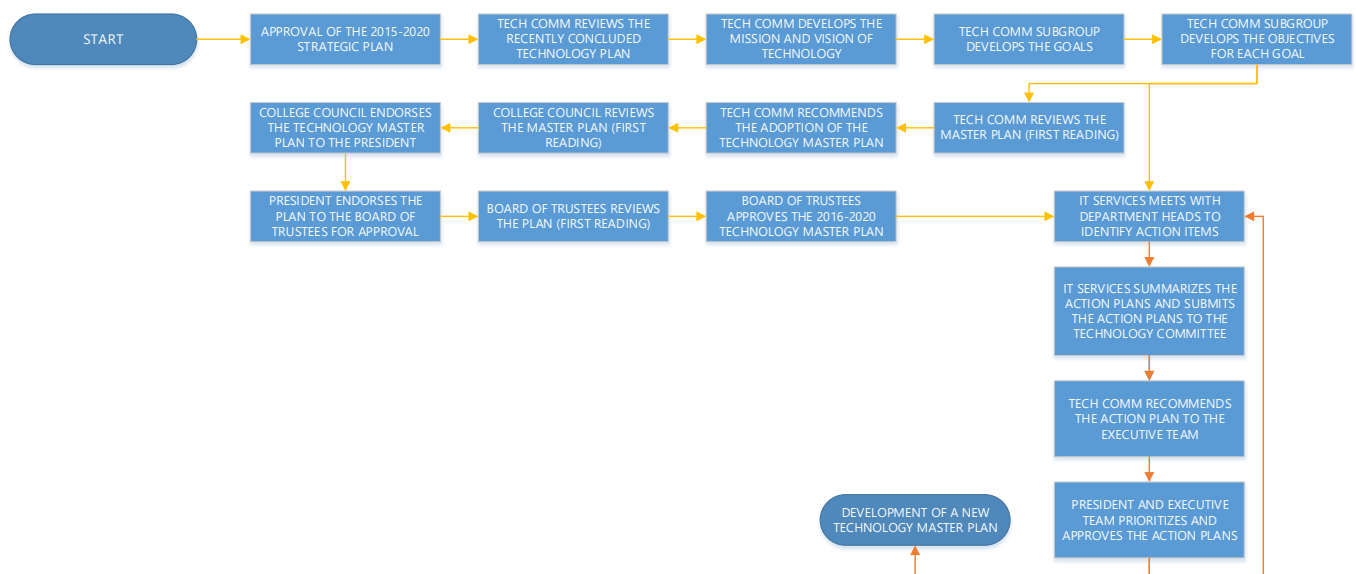 START
APPROVAL OF THE 2015-2020
STRATEGIC PLAN
TECH COMM REVIEWS THE
RECENTLY CONCLUDED
TECHNOLOGY PLAN
TECH COMM DEVELOPS THE
MISSION AND VISION OF
TECHNOLOGY
TECH COMM SUBGROUP
DEVELOPS THE GOALS
TECH COMM SUBGROUP
DEVELOPS THE OBJECTIVES
FOR EACH GOAL
TECH COMM REVIEWS THE
MASTER PLAN (FIRST READING)
TECH COMM RECOMMENDS
THE ADOPTION OF THE
TECHNOLOGY MASTER PLAN
COLLEGE COUNCIL REVIEWS
THE MASTER PLAN (FIRST
READING)
COLLEGE COUNCIL ENDORSES
THE TECHNOLOGY MASTER
PLAN TO THE PRESIDENT
PRESIDENT ENDORSES THE
PLAN TO THE BOARD OF
TRUSTEES FOR APPROVAL
BOARD OF TRUSTEES REVIEWS
THE PLAN (FIRST READING)
BOARD OF TRUSTEES
APPROVES THE 2016-2020
TECHNOLOGY MASTER PLAN
IT SERVICES MEETS WITH
DEPARTMENT HEADS TO
IDENTIFY ACTION ITEMS
IT SERVICES SUMMARIZES THE
ACTION PLANS AND SUBMITS
THE ACTION PLANS TO THE
TECHNOLOGY COMMITTEE
TECH COMM RECOMMENDS
THE ACTION PLAN TO THE
EXECUTIVE TEAM
PRESIDENT AND EXECUTIVE
TEAM PRIORITIZES AND
APPROVES THE ACTION PLANS
DEVELOPMENT OF A NEW
TECHNOLOGY MASTER PLAN